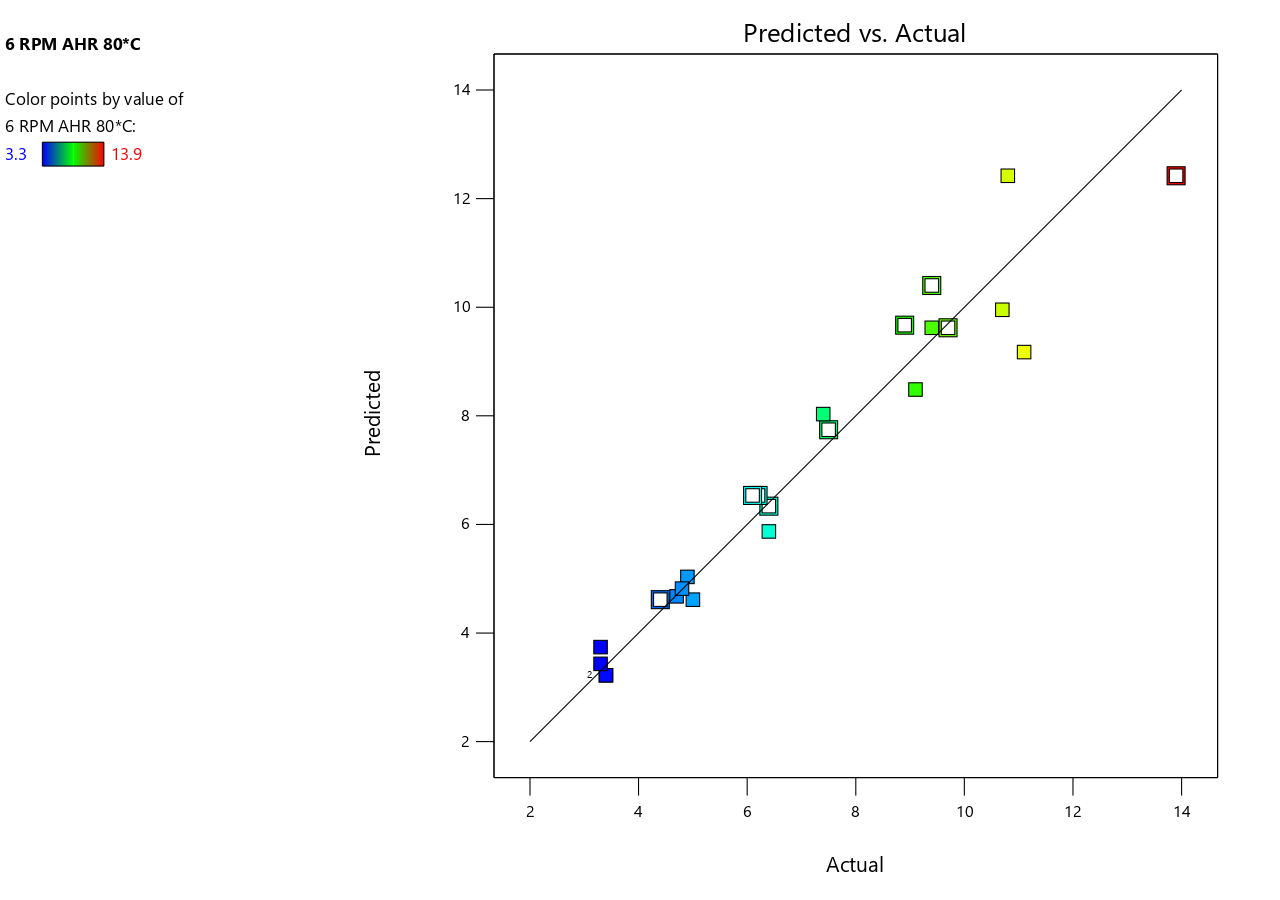 6 RPM AHR 80*C
Color points by value of
6 RPM AHR 80*C:
3.3 13.9
Predicted vs. Actual
14
12
10
8
6
4
2
2
Predicted
2 4 6 8 10 12 14
Actual